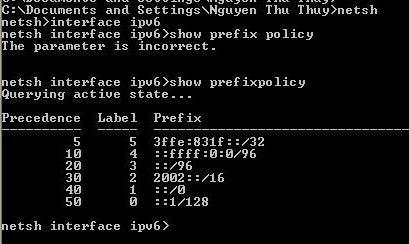 C:\Documents and Settings\Nguyen Thu Thuy>netsh
netsh>interface ipv6
netsh interface ipv6>show prefix policy
The parameter is incorrect.
netsh interface ipv6>show prefixpolicy
Querying active state...
Precedence  Label  Prefix
----------  -----  --------------------------------
         5      5  3ffe:831f::/32
        10      4  ::ffff:0:0/96
        20      3  ::/96
        30      2  2002::/16
        40      1  ::/0
        50      0  ::1/128
netsh interface ipv6>